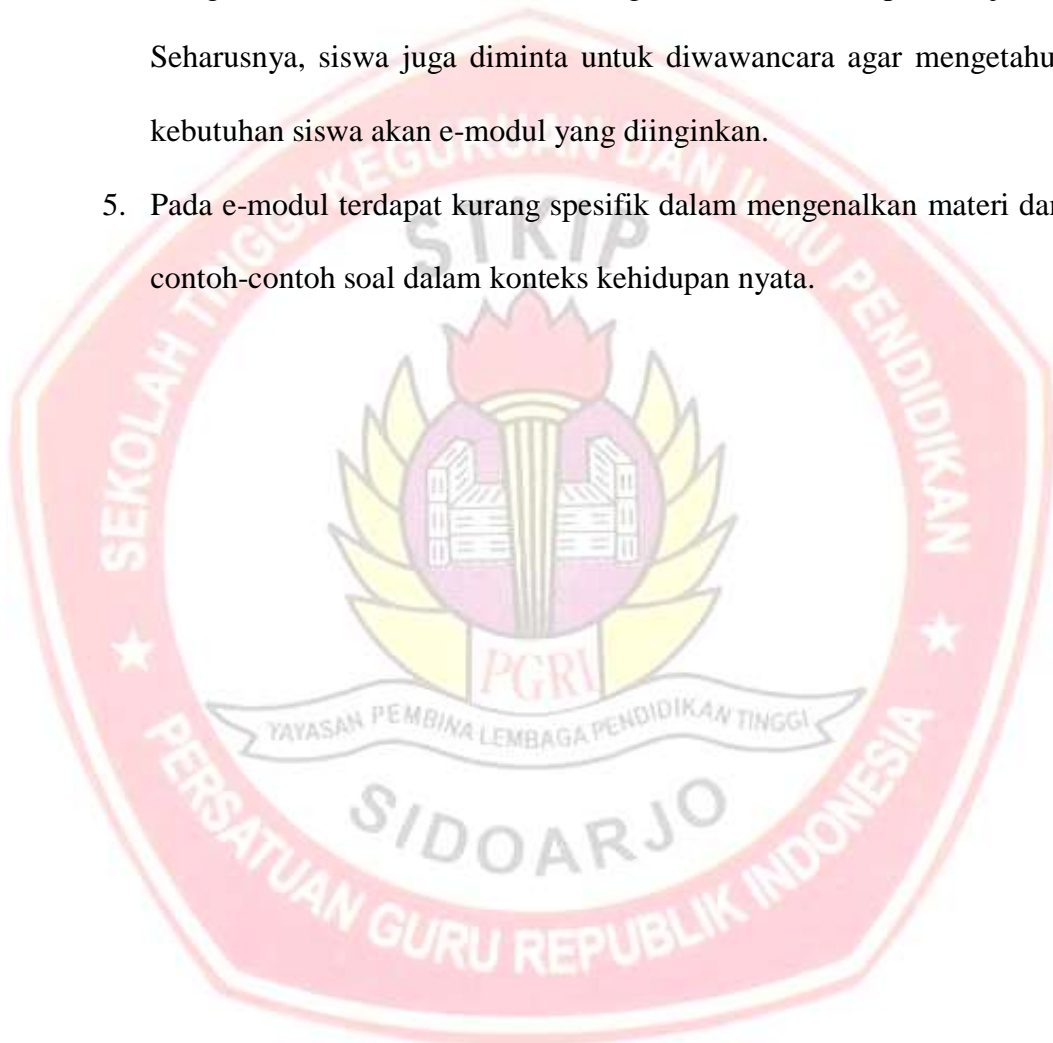 Seharusnya, siswa juga diminta untuk diwawancara agar mengetahu
kebutuhan siswa akan e-modul yang diinginkan.
5. Pada e-modul terdapat kurang spesifik dalam mengenalkan materi dar
contoh-contoh soal dalam konteks kehidupan nyata.
SEKOLAH TINGGI KEGURUAN DAN ILMU PENDIDIKAN
STKIP
PGRI
YAYASAN PEMBINA LEMBAGA PENDIDIKAN TINGGI
SIDOARJO
PERSATUAN GURU REPUBLIK INDONESIA